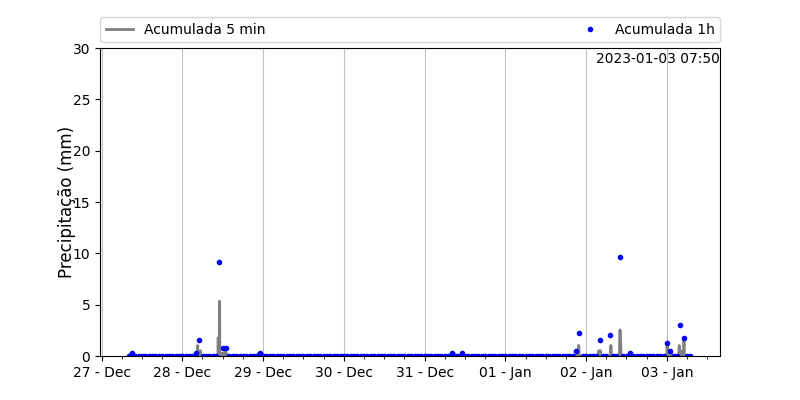 Acumulada 5 min
Acumulada 1h
2023-01-03 07:50
Precipitação (mm)
30
25
20
15
10
5
0
27 - Dec
28 - Dec
29 - Dec
30 - Dec
31 - Dec
01 - Jan
02 - Jan
03 - Jan